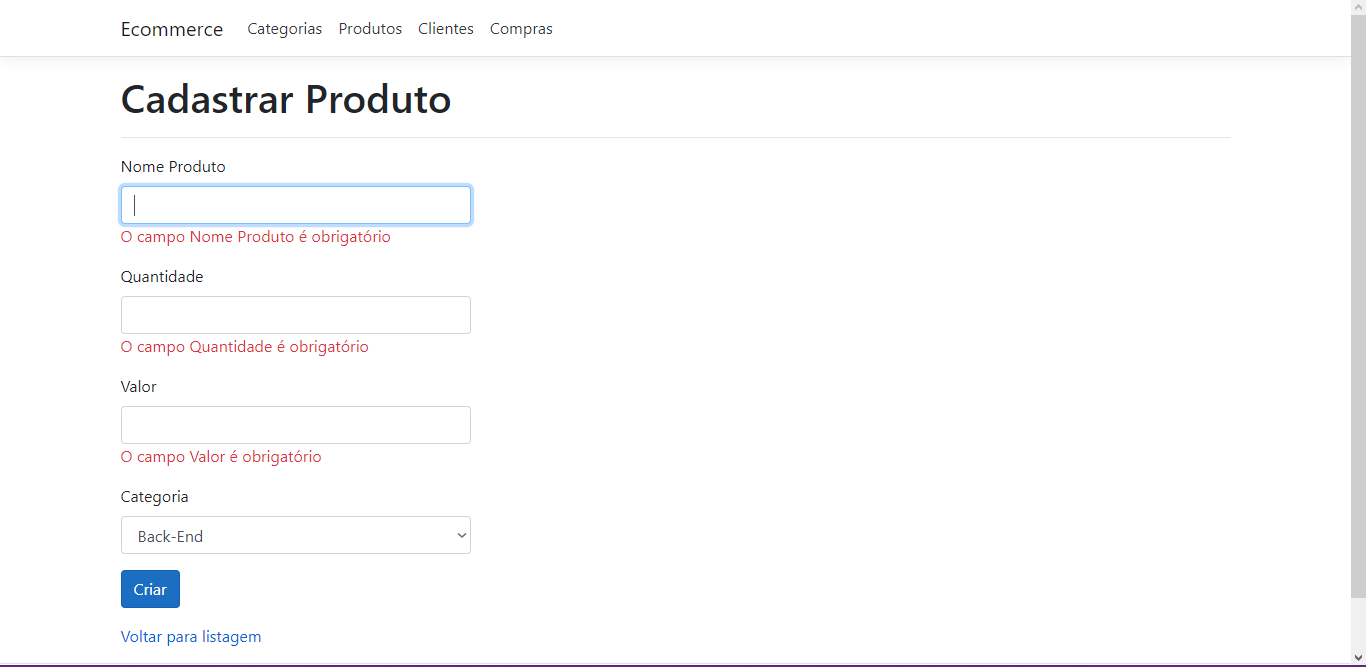 Ecommerce Categorias Produtos Clientes Compras
Cadastrar Produto
Nome Produto
O campo Nome Produto é obrigatório
Quantidade
O campo Quantidade é obrigatório
Valor
O campo Valor é obrigatório
Categoria
Back-End
Criar
Voltar para listagem